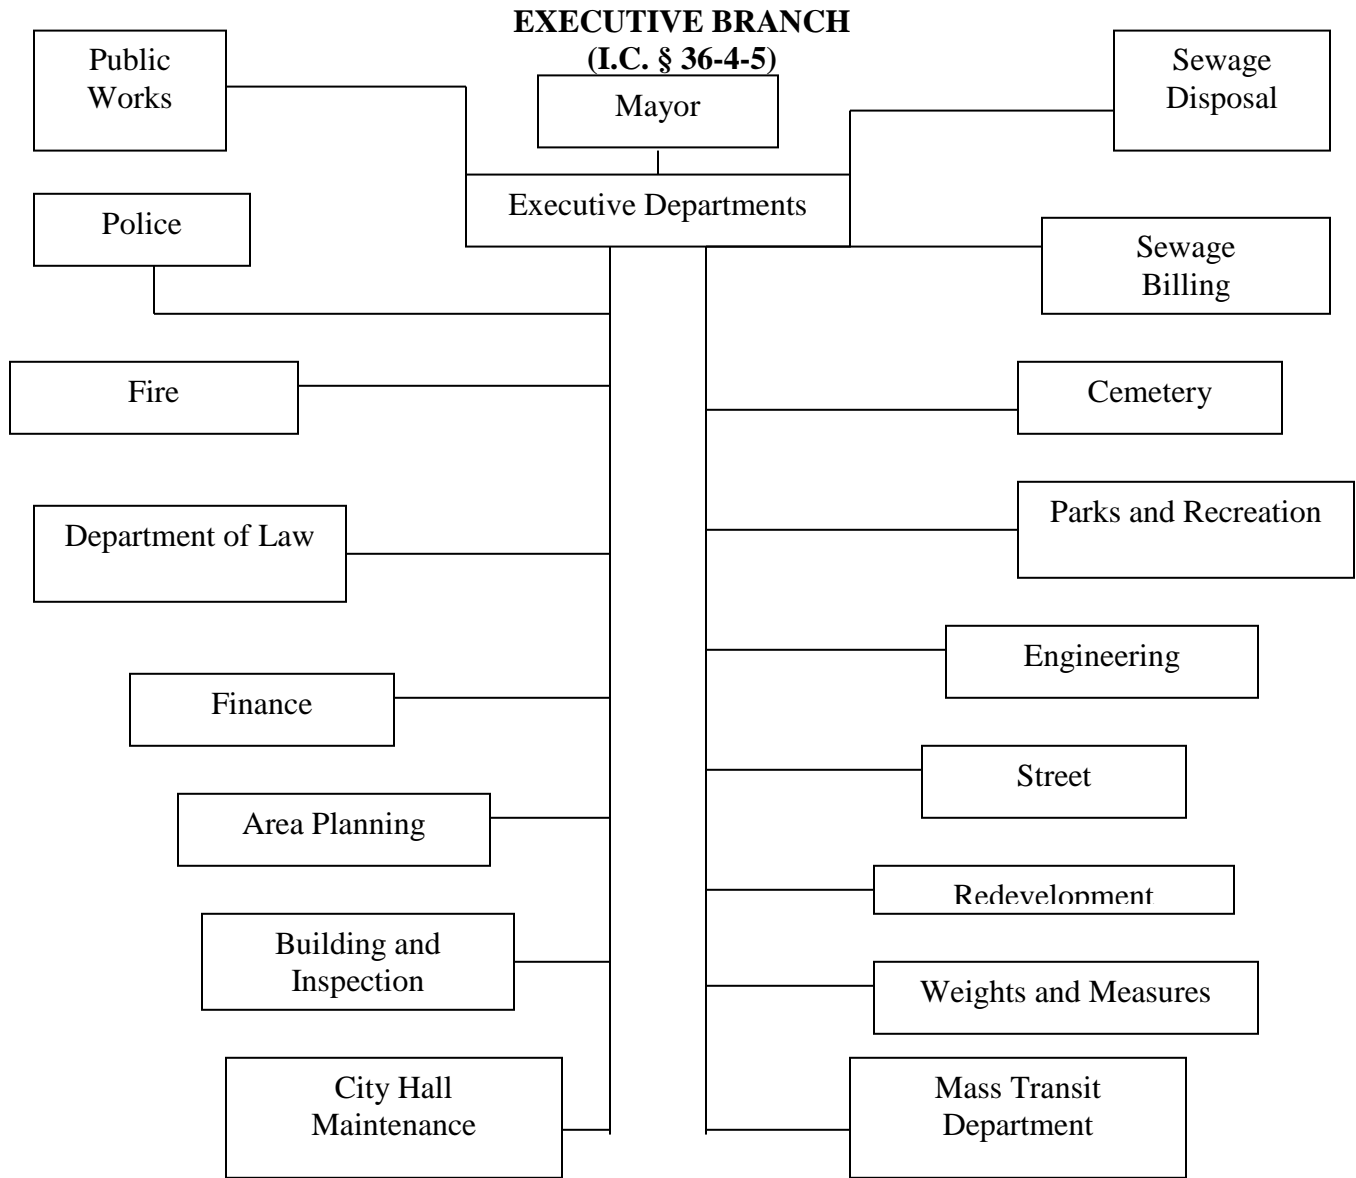 EXECUTIVE BRANCH
(I.C. § 36-4-5)
Mayor
Executive Departments
Public
Works
Police
Fire
Department of Law
Finance
Area Planning
Building and
Inspection
City Hall
Maintenance
Sewage
Disposal
Sewage
Billing
Cemetery
Parks and Recreation
Engineering
Street
Redevelopment
Weights and Measures
Mass Transit
Department